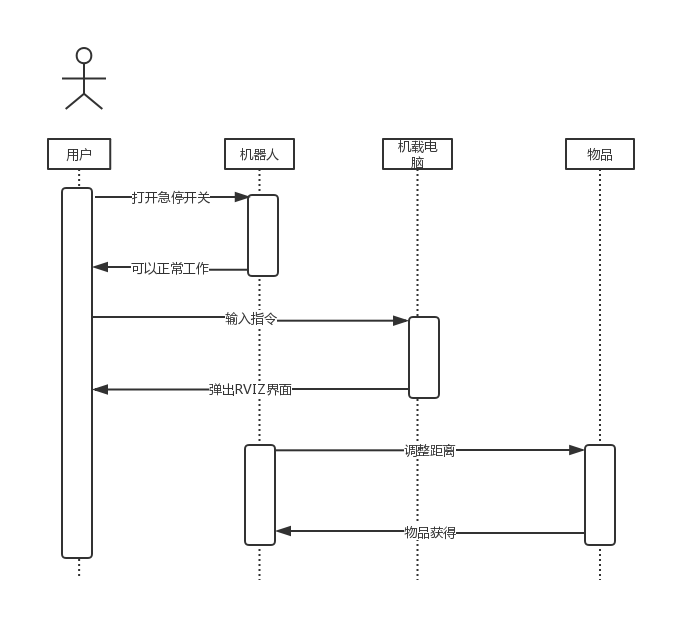 用户
机器人
机载电
脑
物品
打开急停开关
可以正常工作
输入指令
弹出RVIZ界面
调整距离
物品获得